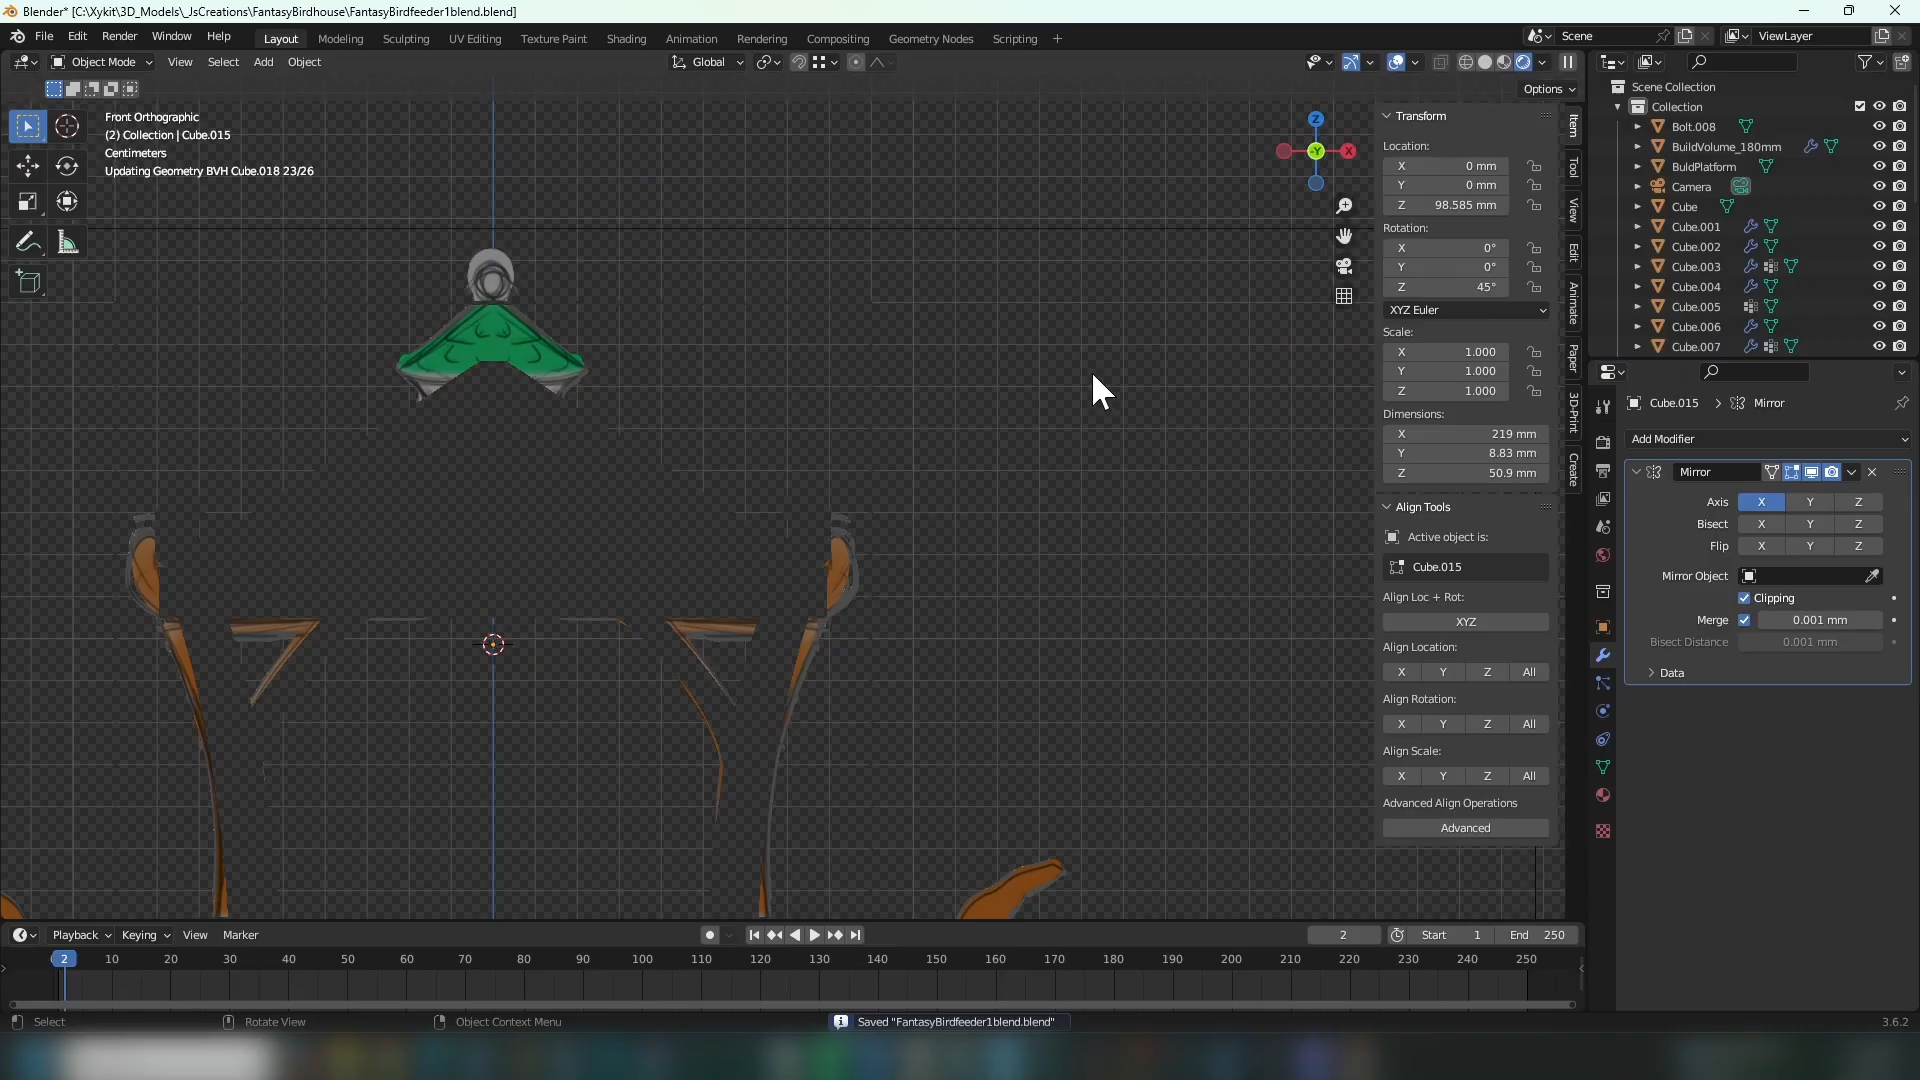 Blender* [C:\Xykit\3D_Models\_JsCreations\FantasyBirdhouse\FantasyBirdfeeder1blend.blend]
File Edit Render Window Help Layout Modeling Sculpting UV Editing Texture Paint Shading Animation Rendering Compositing Geometry Nodes Scripting + Scene ViewLayer
Object Mode View Select Add Object Global
Options
Front Orthographic
(2) Collection | Cube.015
Centimeters
Updating Geometry BVH Cube.018 23/26
Z
-Y
X
Transform
Location:
X 0 mm
Y 0 mm
Z 98.585 mm
Rotation:
X 0°
Y 0°
Z 45°
XYZ Euler
Scale:
X 1.000
Y 1.000
Z 1.000
Dimensions:
X 219 mm
Y 8.83 mm
Z 50.9 mm
Align Tools
Active object is:
Cube.015
Align Loc + Rot:
XYZ
Align Location:
X Y Z All
Align Rotation:
X Y Z All
Align Scale:
X Y Z All
Advanced Align Operations
Advanced
Item
Tool
View
Edit
Animate
Paper
3D-Print
Create
Scene Collection
Collection
Bolt.008
BuildVolume_180mm
BuldPlatform
Camera
Cube
Cube.001
Cube.002
Cube.003
Cube.004
Cube.005
Cube.006
Cube.007
Cube.015 > Mirror
Add Modifier
Mirror
Axis X Y Z
Bisect X Y Z
Flip X Y Z
Mirror Object
Clipping
Merge 0.001 mm
Bisect Distance 0.001 mm
Data
Playback Keying View Marker 2 Start 1 End 250
2 10 20 30 40 50 60 70 80 90 100 110 120 130 140 150 160 170 180 190 200 210 220 230 240 250
Select Rotate View Object Context Menu Saved "FantasyBirdfeeder1blend.blend" 3.6.2